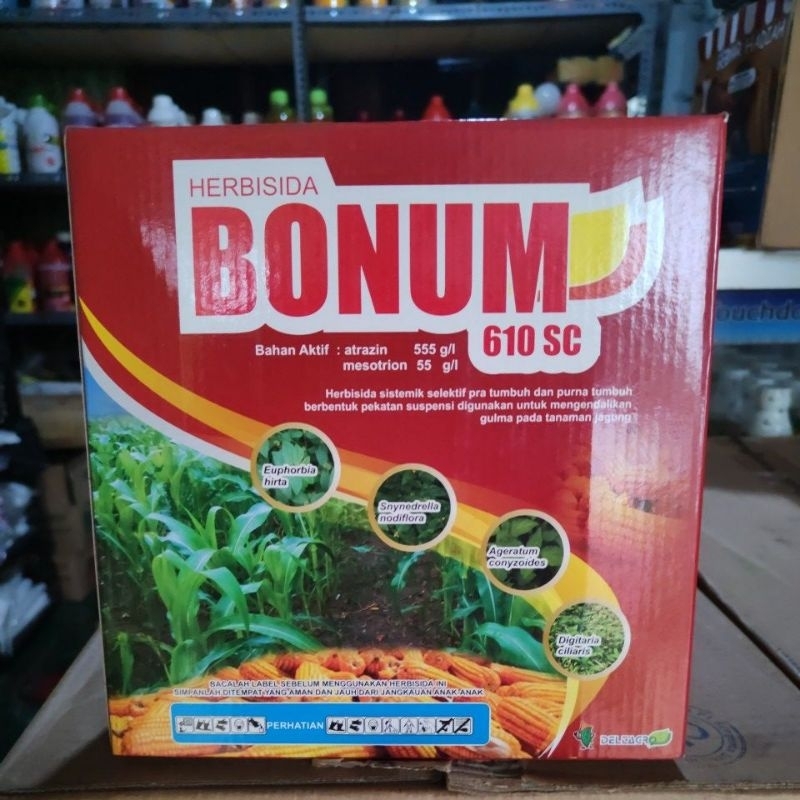 HERBISIDA
BONUM
610 SC
Bahan Aktif : atrazin 555 g/l
mesotrion 55 g/l
Herbisida sistemik selektif pra tumbuh dan purna tumbuh
berbentuk pekatan suspensi digunakan untuk mengendalikan
gulma pada tanaman jagung
Euphorbia
hirta
Snynedrella
nodiflora
Ageratum
conyzoides
Digitaria
ciliaris
BACALAH LABEL SEBELUM MENGGUNAKAN HERBISIDA INI
SIMPANLAH DITEMPAT YANG AMAN DAN JAUH DARI JANGKAUAN ANAK-ANAK
PERHATIAN
DELTAGRO